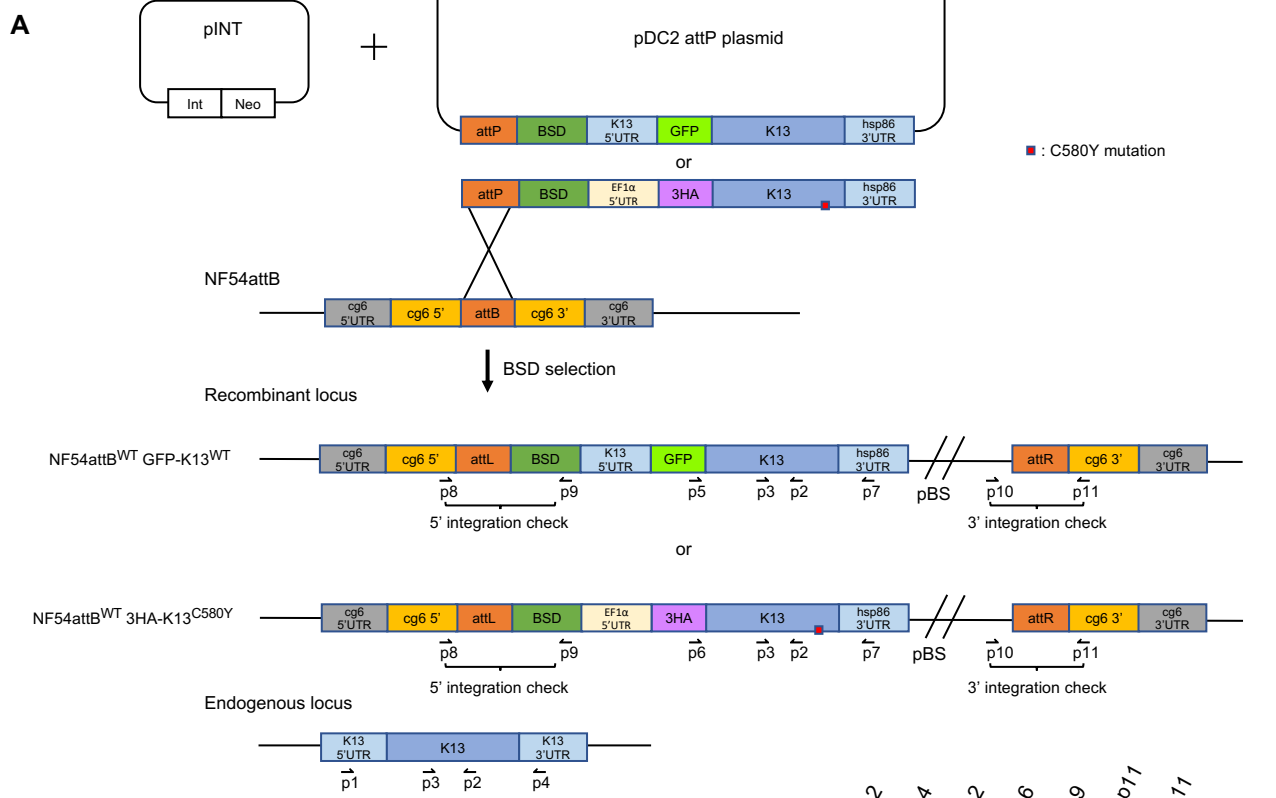 A
pINT
Int Neo
+
pDC2 attP plasmid
attP BSD K13 5'UTR GFP K13 hsp86 3'UTR
or
: C580Y mutation
attP BSD EF1α 5'UTR 3HA K13 hsp86 3'UTR
NF54attB
cg6 5'UTR cg6 5' attB cg6 3' cg6 3'UTR
BSD selection
Recombinant locus
NF54attBWT GFP-K13WT
cg6 5'UTR cg6 5' attL BSD K13 5'UTR GFP K13 hsp86 3'UTR attR cg6 3' cg6 3'UTR
p8 p9 p5 p3 p2 p7 pBS p10 p11
5' integration check 3' integration check
or
NF54attBWT 3HA-K13C580Y
cg6 5'UTR cg6 5' attL BSD EF1α 5'UTR 3HA K13 hsp86 3'UTR attR cg6 3' cg6 3'UTR
p8 p9 p6 p3 p2 p7 pBS p10 p11
5' integration check 3' integration check
Endogenous locus
K13 5'UTR K13 K13 3'UTR
p1 p3 p2 p4
2 4 2 6 9 p11 11